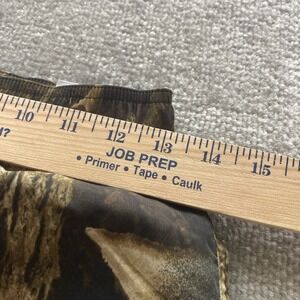 10 11 12 13 14 15
JOB PREP
• Primer • Tape • Caulk